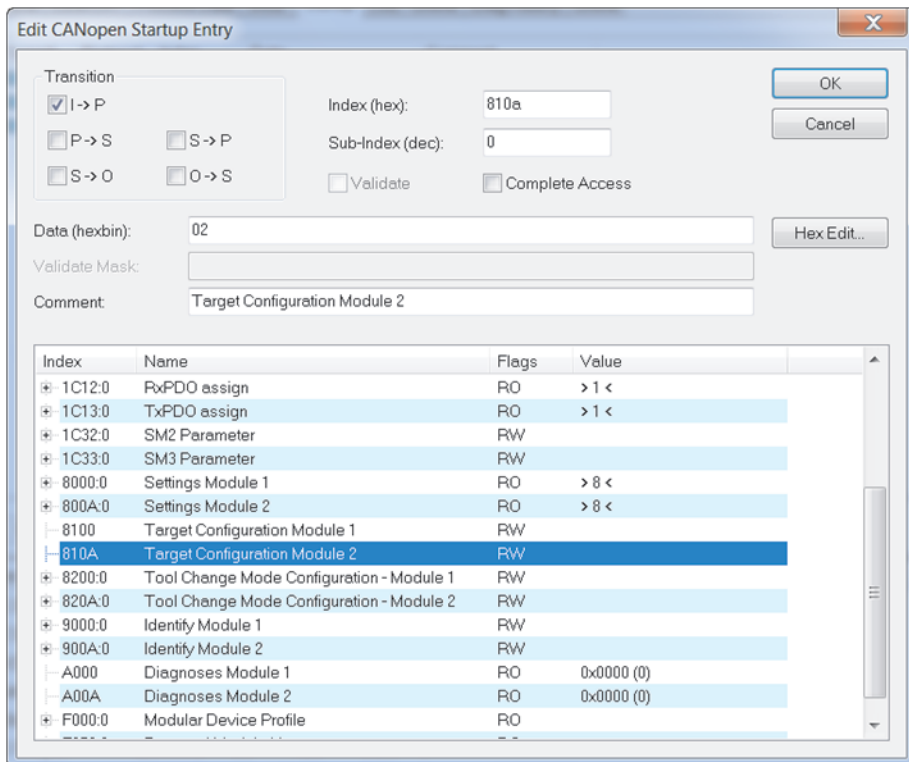 Edit CANopen Startup Entry
Transition
I -> P
P -> S
S -> P
S -> O
O -> S
Index (hex):
810a
Sub-Index (dec):
0
Validate
Complete Access
OK
Cancel
Data (hexbin):
02
Hex Edit...
Validate Mask:
Comment:
Target Configuration Module 2
Index Name Flags Value
1C12:0 RxPDO assign RO > 1 <
1C13:0 TxPDO assign RO > 1 <
1C32:0 SM2 Parameter RW
1C33:0 SM3 Parameter RW
8000:0 Settings Module 1 RO > 8 <
800A:0 Settings Module 2 RO > 8 <
8100 Target Configuration Module 1 RW
810A Target Configuration Module 2 RW
8200:0 Tool Change Mode Configuration - Module 1 RW
820A:0 Tool Change Mode Configuration - Module 2 RW
9000:0 Identify Module 1 RW
900A:0 Identify Module 2 RW
A000 Diagnoses Module 1 RO 0x0000 (0)
A00A Diagnoses Module 2 RO 0x0000 (0)
F000:0 Modular Device Profile RO